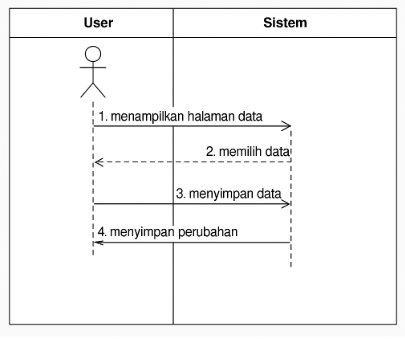 User
Sistem
1. menampilkan halaman data
2. memilih data
3. menyimpan data
4. menyimpan perubahan